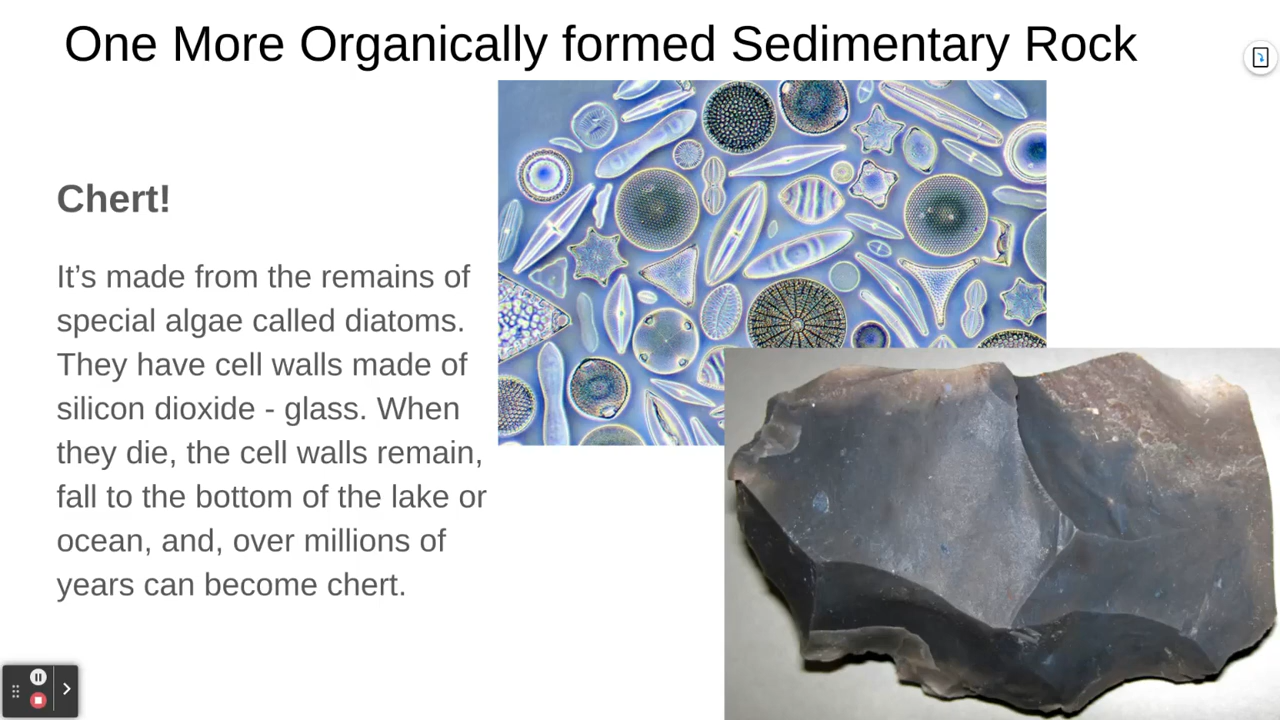 One More Organically formed Sedimentary Rock
Chert!
It’s made from the remains of
special algae called diatoms.
They have cell walls made of
silicon dioxide - glass. When
they die, the cell walls remain,
fall to the bottom of the lake or
ocean, and, over millions of
years can become chert.